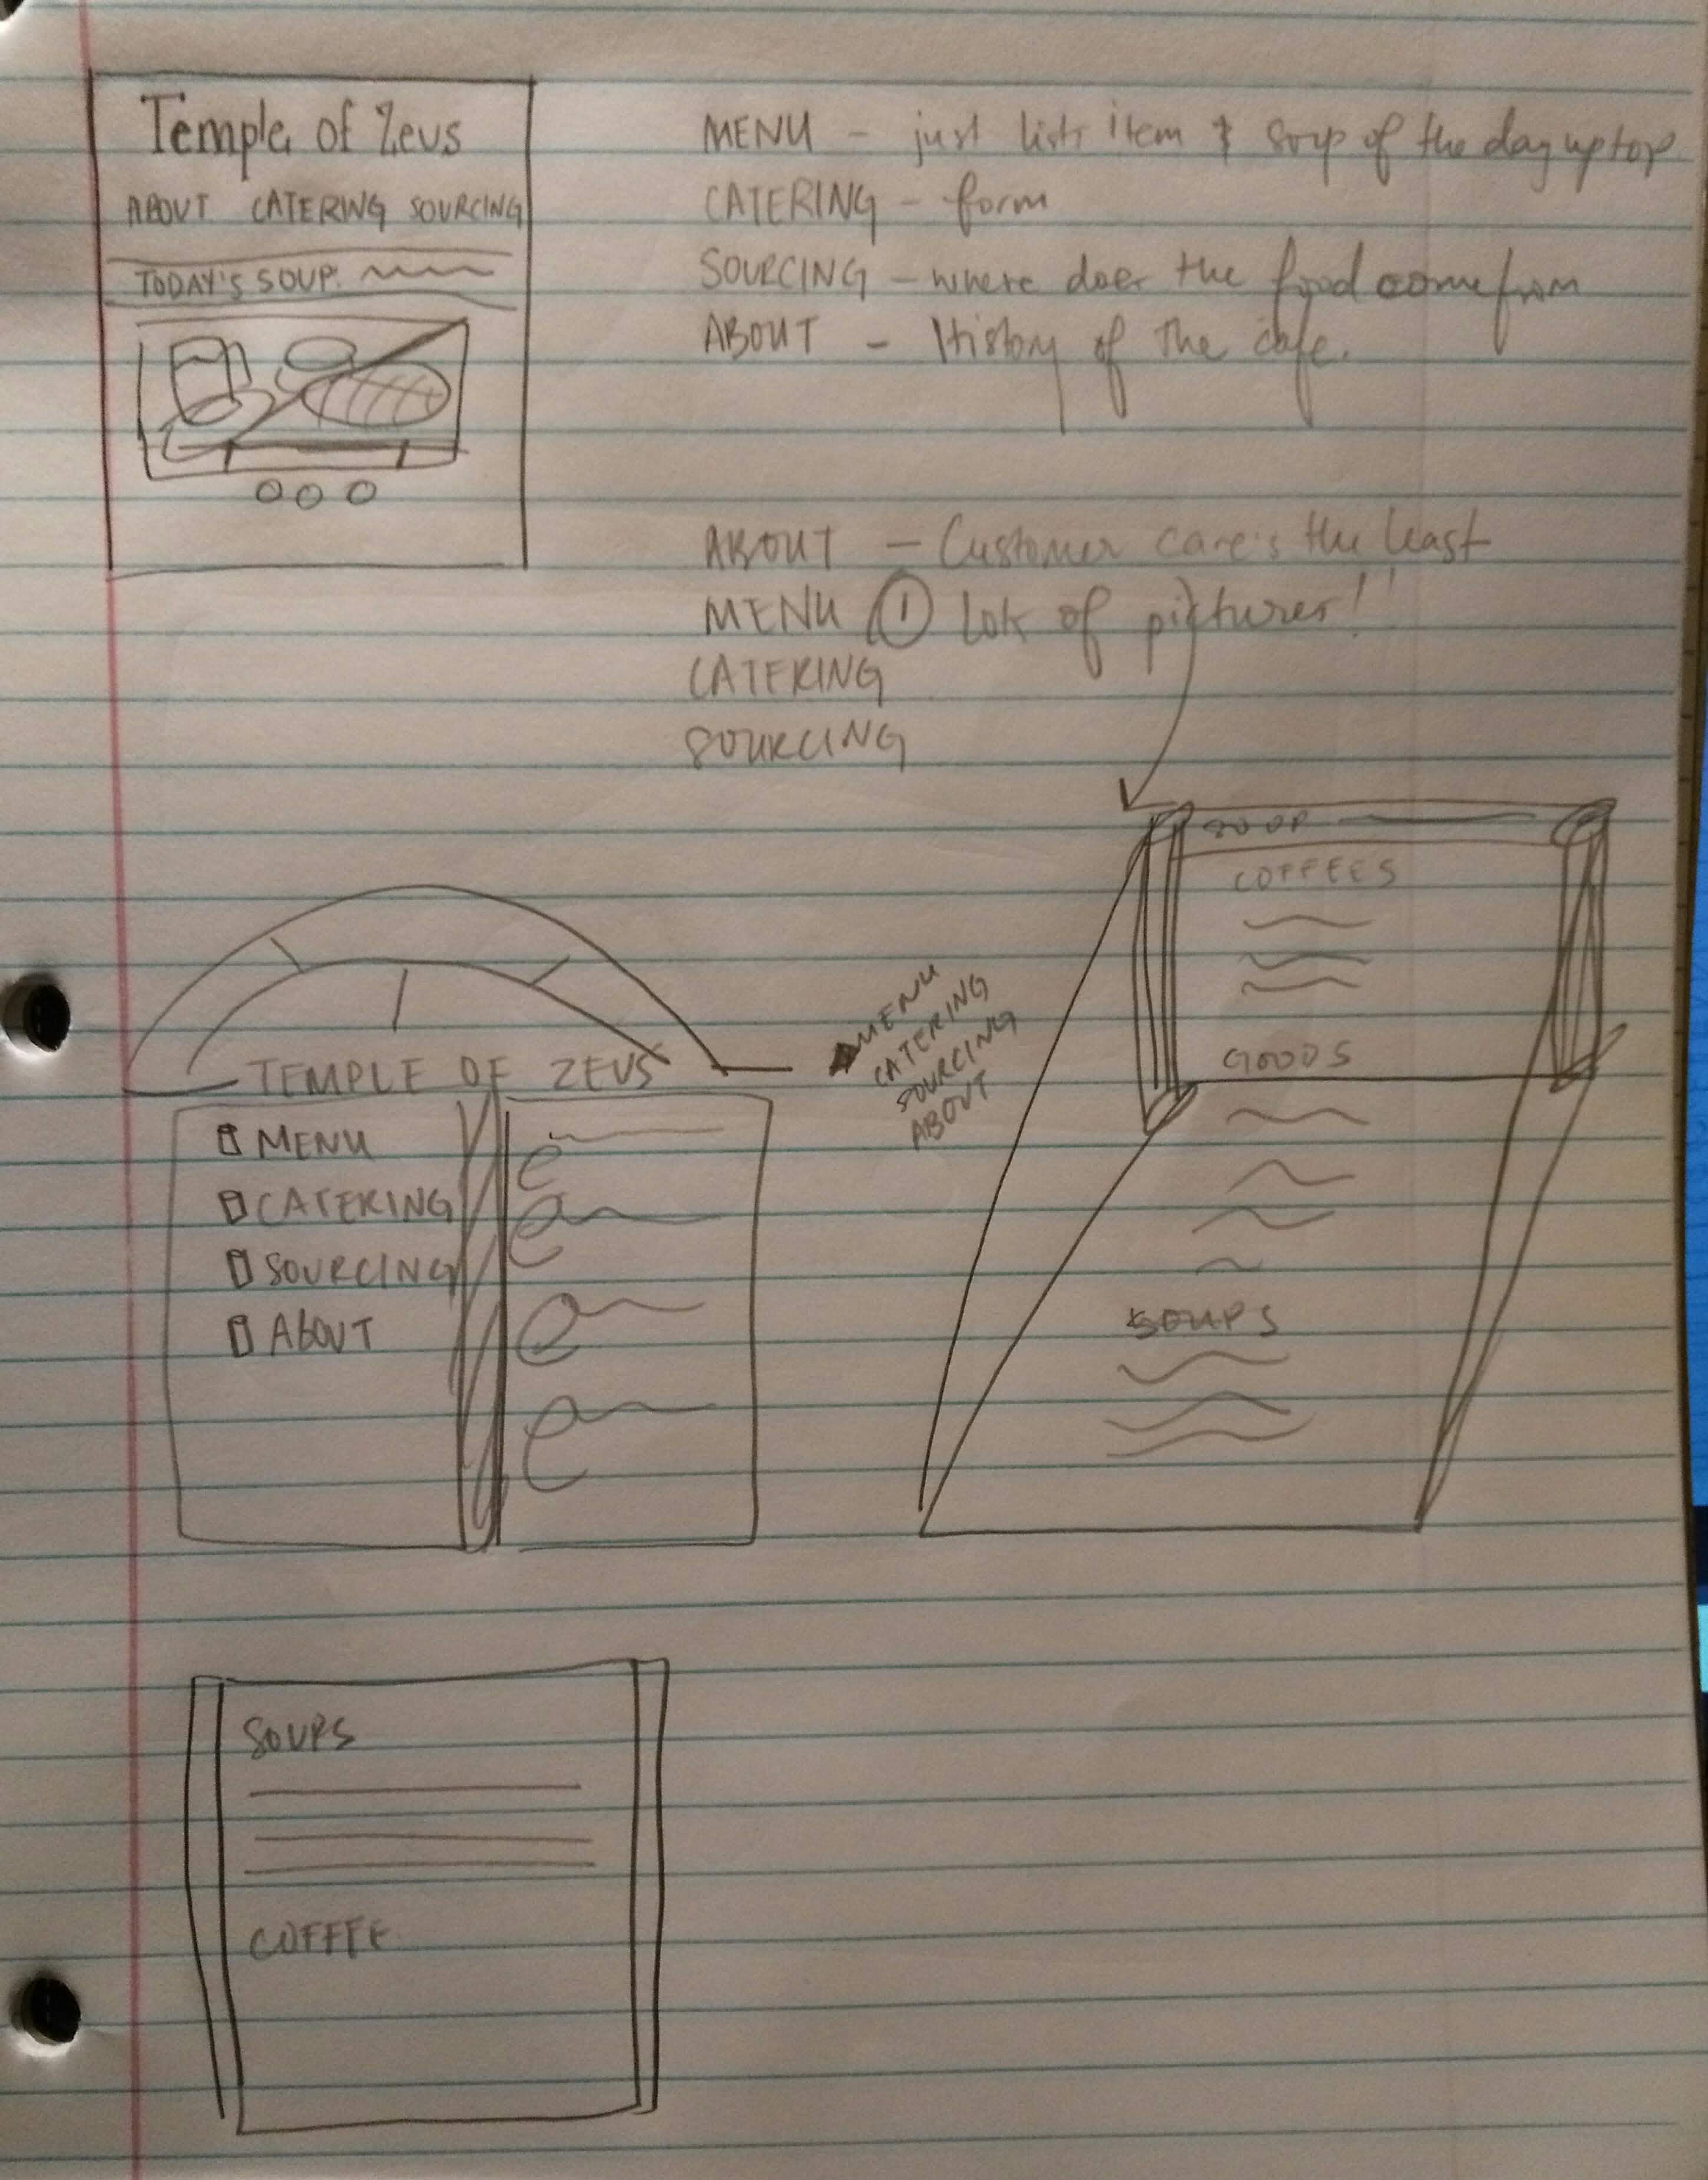 Temple of Zeus
ABOUT CATERING SOURCING
TODAY'S SOUP:
MENU - just lists item & soup of the day up top
CATERING - form
SOURCING - where does the food come from
ABOUT - History of the cafe.
ABOUT - Customer care's the least
MENU ① Lots of pictures!!
CATERING
SOURCING
TEMPLE OF ZEUS
MENU
CATERING
SOURCING
ABOUT
MENU
CATERING
SOURCING
ABOUT
SOUP
COFFEES
GOODS
SOUPS
SOUPS
COFFEE